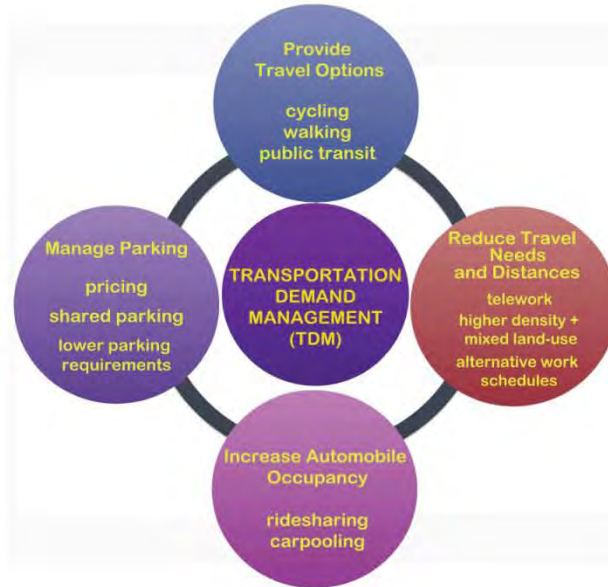 Provide
Travel Options
cycling
walking
public transit
Manage Parking
pricing
shared parking
lower parking
requirements
TRANSPORTATION
DEMAND
MANAGEMENT
(TDM)
Reduce Travel
Needs
and Distances
telework
higher density +
mixed land-use
alternative work
schedules
Increase Automobile
Occupancy
ridesharing
carpooling